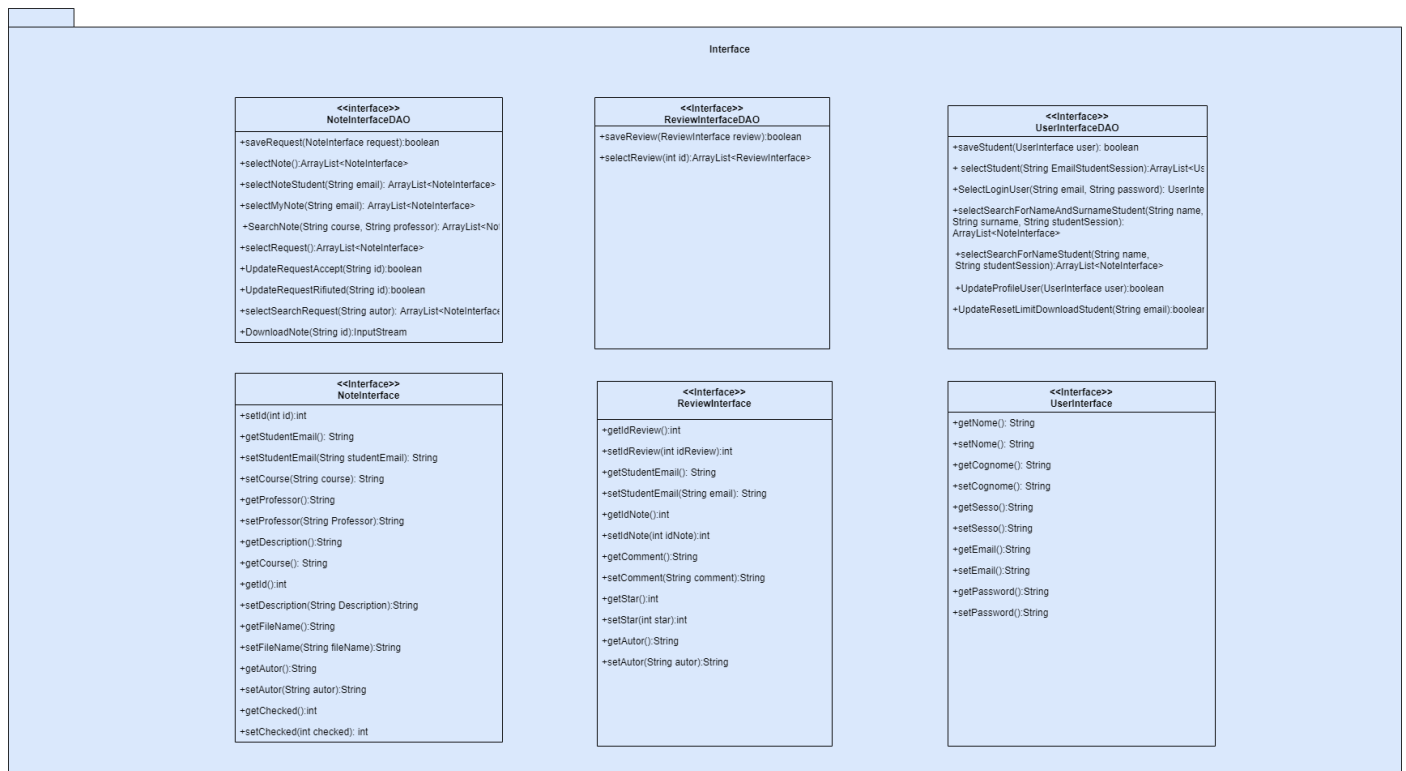 Interface
<<interface>>
NoteInterfaceDAO
+saveRequest(NoteInterface request):boolean
+selectNote():ArrayList<NoteInterface>
+selectNoteStudent(String email): ArrayList<NoteInterface>
+selectMyNote(String email): ArrayList<NoteInterface>
+SearchNote(String course, String professor): ArrayList<No
+selectRequest():ArrayList<NoteInterface>
+UpdateRequestAccept(String id):boolean
+UpdateRequestRifiuted(String id):boolean
+selectSearchRequest(String autor): ArrayList<NoteInterface
+DownloadNote(String id):InputStream
<<Interface>>
ReviewInterfaceDAO
+saveReview(ReviewInterface review):boolean
+selectReview(int id):ArrayList<ReviewInterface>
<<Interface>>
UserInterfaceDAO
+saveStudent(UserInterface user): boolean
+ selectStudent(String EmailStudentSession):ArrayList<Us
+SelectLoginUser(String email, String password): UserInte
+selectSearchForNameAndSurnameStudent(String name,
String surname, String studentSession):
ArrayList<NoteInterface>
+selectSearchForNameStudent(String name,
String studentSession):ArrayList<NoteInterface>
+UpdateProfileUser(UserInterface user):boolean
+UpdateResetLimitDownloadStudent(String email):boolear
<<Interface>>
NoteInterface
+setId(int id):int
+getStudentEmail(): String
+setStudentEmail(String studentEmail): String
+setCourse(String course): String
+getProfessor():String
+setProfessor(String Professor):String
+getDescription():String
+getCourse(): String
+getId():int
+setDescription(String Description):String
+getFileName():String
+setFileName(String fileName):String
+getAutor():String
+setAutor(String autor):String
+getChecked():int
+setChecked(int checked): int
<<Interface>>
ReviewInterface
+getIdReview():int
+setIdReview(int idReview):int
+getStudentEmail(): String
+setStudentEmail(String email): String
+getIdNote():int
+setIdNote(int idNote):int
+getComment():String
+setComment(String comment):String
+getStar():int
+setStar(int star):int
+getAutor():String
+setAutor(String autor):String
<<Interface>>
UserInterface
+getNome(): String
+setNome(): String
+getCognome(): String
+setCognome(): String
+getSesso():String
+setSesso():String
+getEmail():String
+setEmail():String
+getPassword():String
+setPassword():String